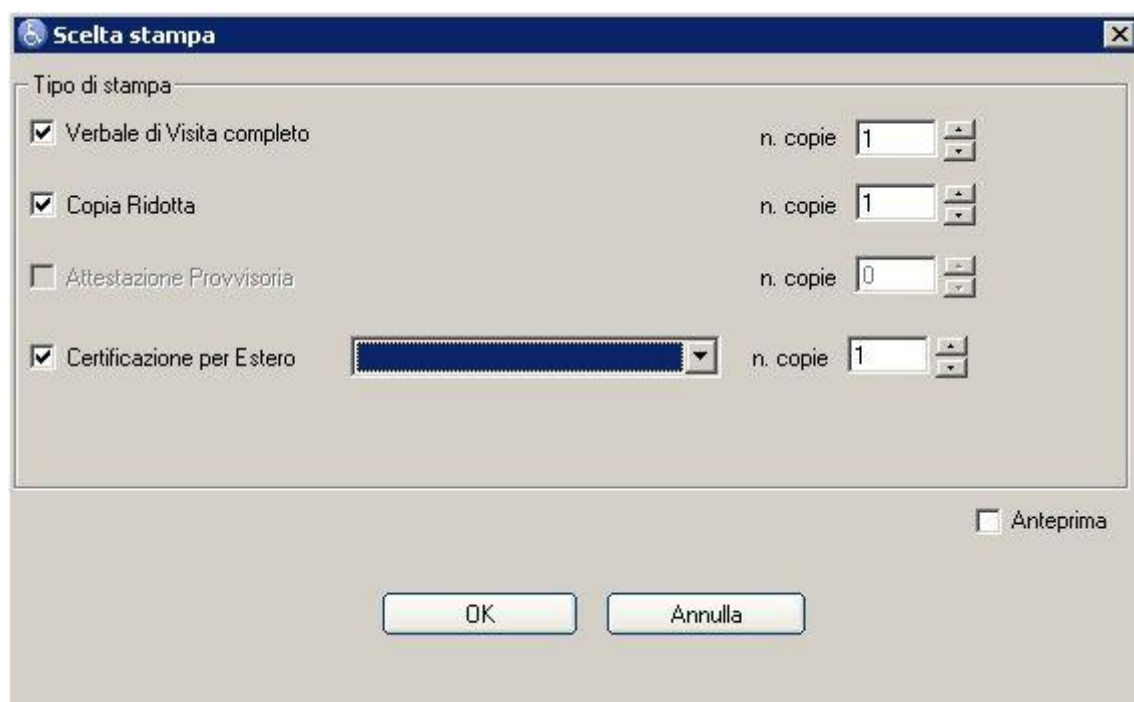 Scelta stampa
Tipo di stampa
Verbale di Visita completo n. copie 1
Copia Ridotta n. copie 1
Attestazione Provvisoria n. copie 0
Certificazione per Estero n. copie 1
Anteprima
OK Annulla